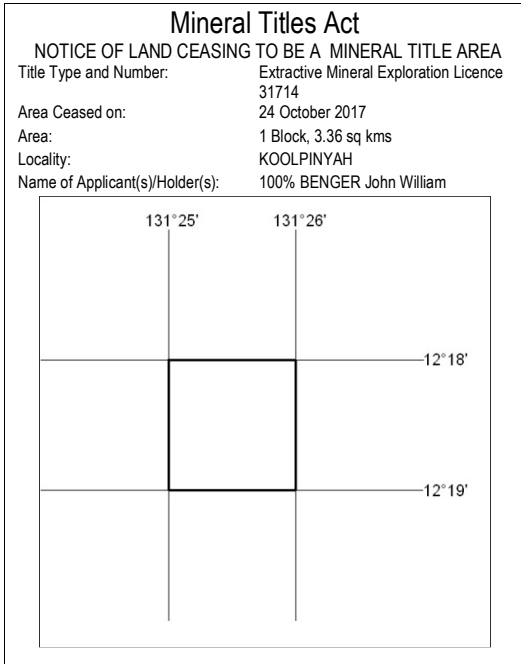 Mineral Titles Act
NOTICE OF LAND CEASING TO BE A MINERAL TITLE AREA
Title Type and Number: Extractive Mineral Exploration Licence
31714
Area Ceased on: 24 October 2017
Area: 1 Block, 3.36 sq kms
Locality: KOOLPINYAH
Name of Applicant(s)/Holder(s): 100% BENGER John William
131°25' 131°26'
12°18'
12°19'